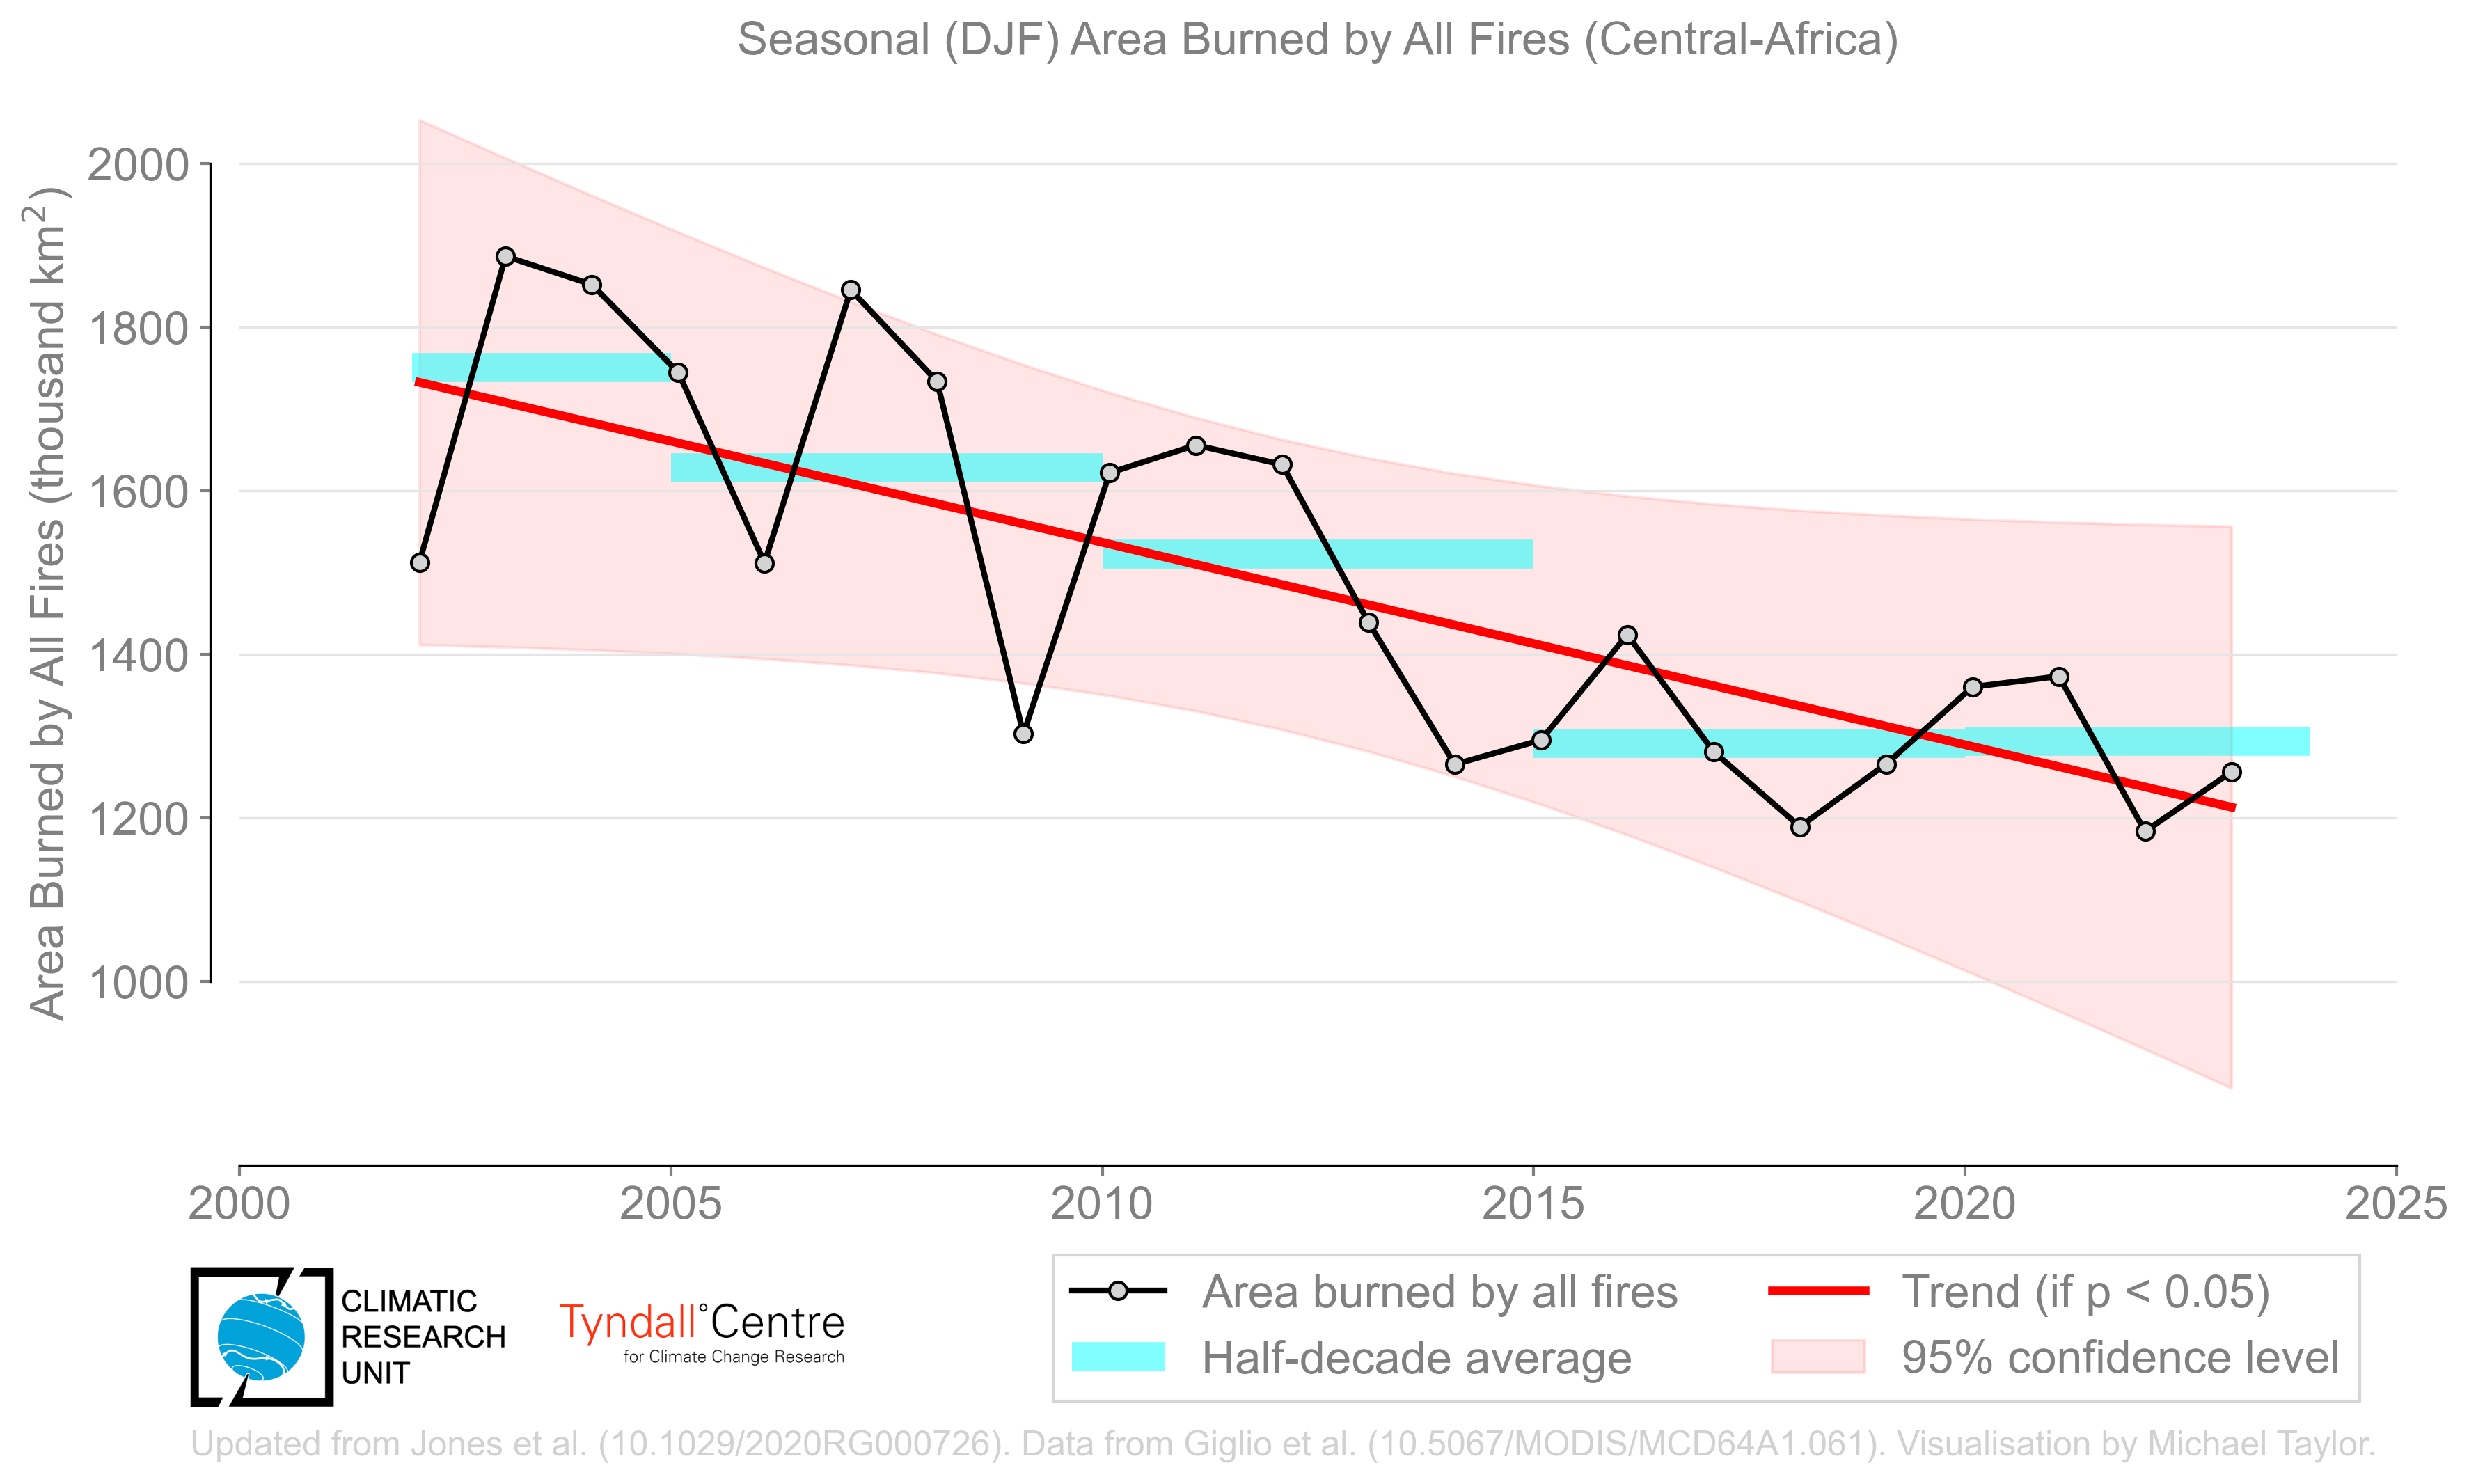 Seasonal (DJF) Area Burned by All Fires (Central-Africa)
Area Burned by All Fires (thousand km²)
2000
1800
1600
1400
1200
1000
2000 2005 2010 2015 2020 2025
CLIMATIC
RESEARCH
UNIT
Tyndall°Centre
for Climate Change Research
Area burned by all fires
Half-decade average
Trend (if p < 0.05)
95% confidence level
Updated from Jones et al. (10.1029/2020RG000726). Data from Giglio et al. (10.5067/MODIS/MCD64A1.061). Visualisation by Michael Taylor.